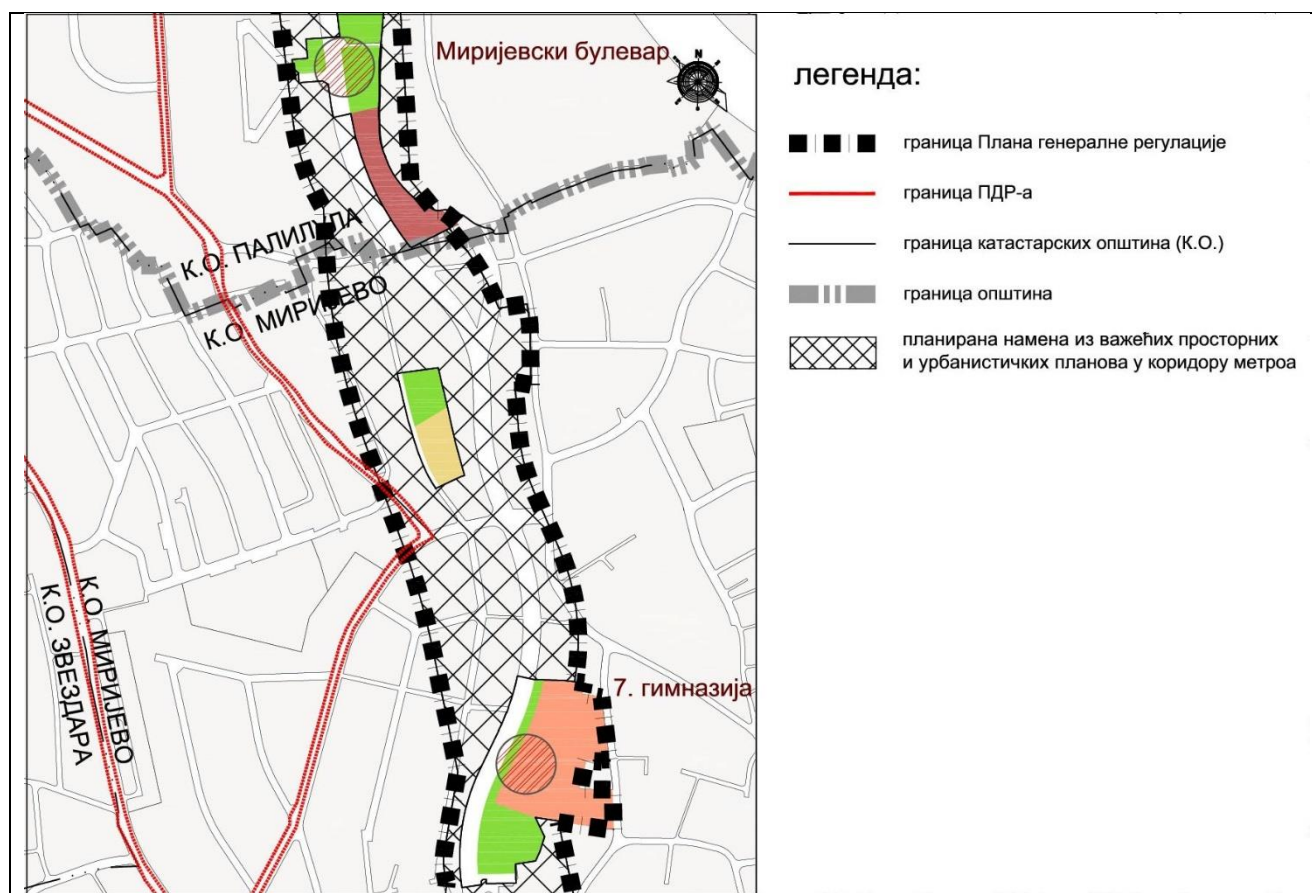 Миријевски булевар
N
К.О. ПАЛИЛУЛА
К.О. МИРИЈЕВО
К.О. МИРИЈЕВО
К.О. ЗВЕЗДАРА
7. гимназија
легенда:
граница Плана генералне регулације
граница ПДР-а
граница катастарских општина (К.О.)
граница општина
планирана намена из важећих просторних
и урбанистичких планова у коридору метроа